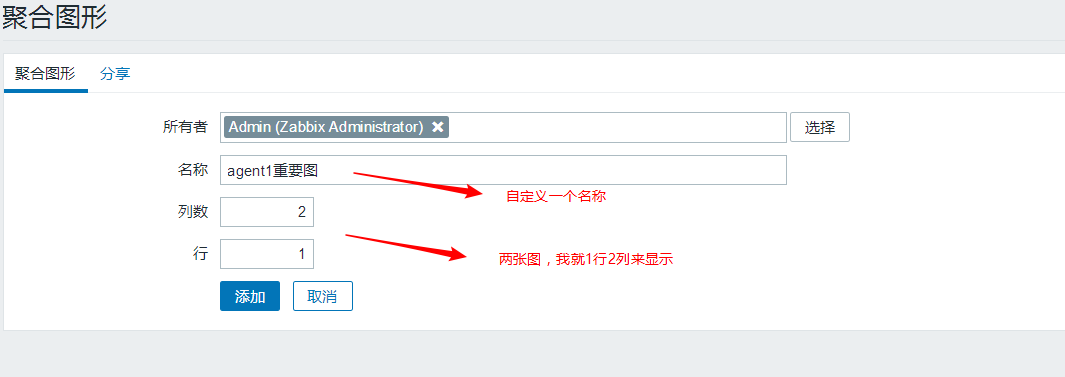 聚合图形
聚合图形 分享
所有者 Admin (Zabbix Administrator) ✖ 选择
名称 agent1重要图
自定义一个名称
列数 2
行 1
两张图，我就1行2列来显示
添加 取消